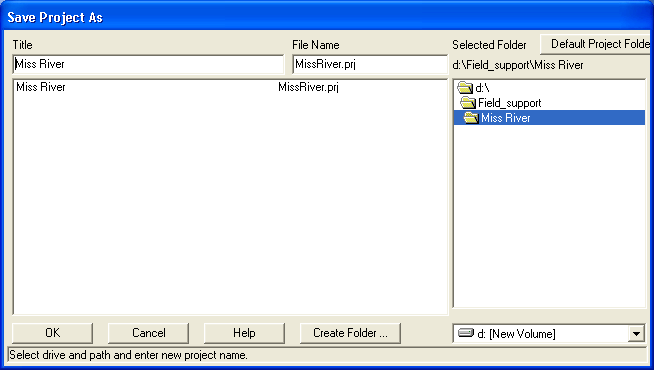 Save Project As
Title File Name Selected Folder Default Project Folde
Miss River MissRiver.prj d:\Field_support\Miss River
Miss River MissRiver.prj d:\
Field_support
Miss River
OK Cancel Help Create Folder ... d: [New Volume]
Select drive and path and enter new project name.